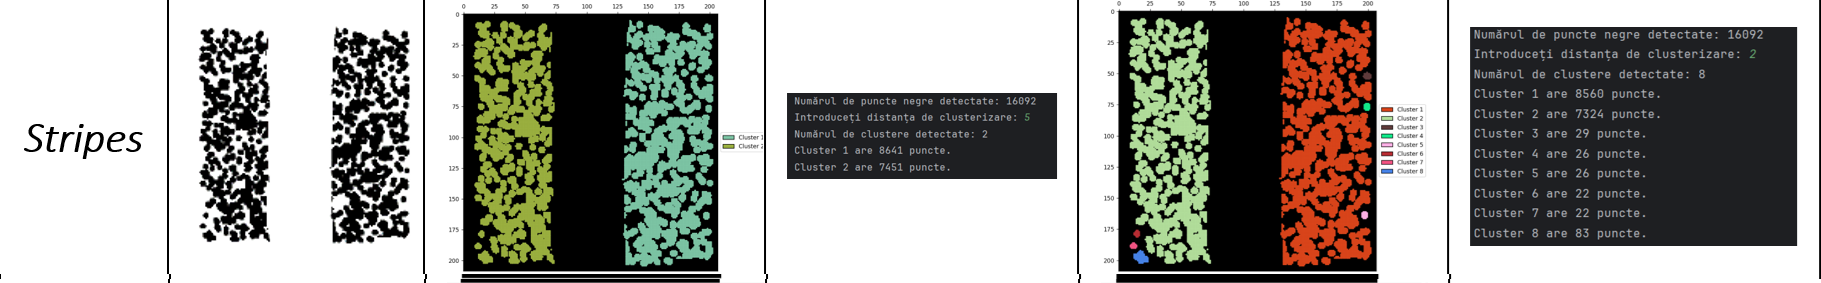 Stripes
0 25 50 75 100 125 150 175 200
0
25
50
75
100
125
150
175
200
Cluster 1
Cluster 2
Numărul de puncte negre detectate: 16092
Introduceți distanța de clusterizare: 5
Numărul de clustere detectate: 2
Cluster 1 are 8641 puncte.
Cluster 2 are 7451 puncte.
0 25 50 75 100 125 150 175 200
0
25
50
75
100
125
150
175
200
Cluster 1
Cluster 2
Cluster 3
Cluster 4
Cluster 5
Cluster 6
Cluster 7
Cluster 8
Numărul de puncte negre detectate: 16092
Introduceți distanța de clusterizare: 2
Numărul de clustere detectate: 8
Cluster 1 are 8560 puncte.
Cluster 2 are 7324 puncte.
Cluster 3 are 29 puncte.
Cluster 4 are 26 puncte.
Cluster 5 are 26 puncte.
Cluster 6 are 22 puncte.
Cluster 7 are 22 puncte.
Cluster 8 are 83 puncte.